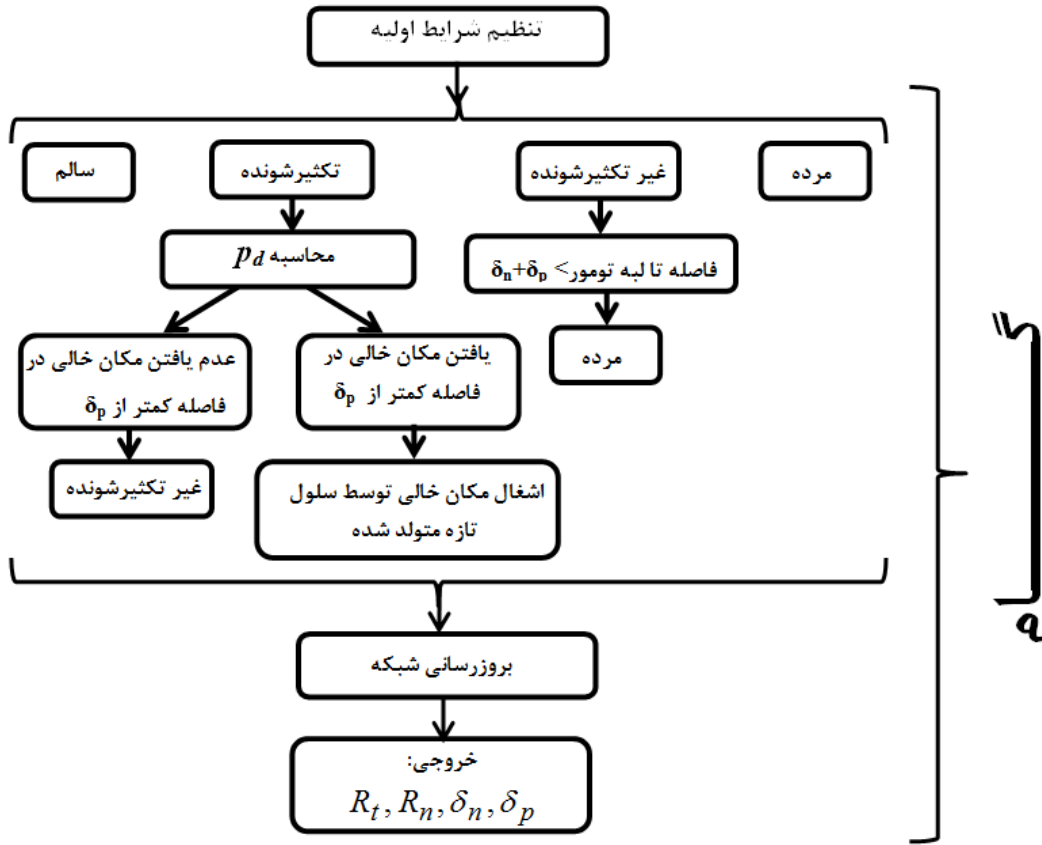 تنظیم شرایط اولیه
مرده
غیر تکثیرشونده
تکثیرشونده
سالم
فاصله تا لبه تومور> δn+δp
محاسبه pd
مرده
یافتن مکان خالی در
فاصله کمتر از δp
عدم یافتن مکان خالی در
فاصله کمتر از δp
اشغال مکان خالی توسط سلول
تازه متولد شده
غیر تکثیرشونده
بروزرسانی شبکه
خروجی:
Rt, Rn, δn, δp